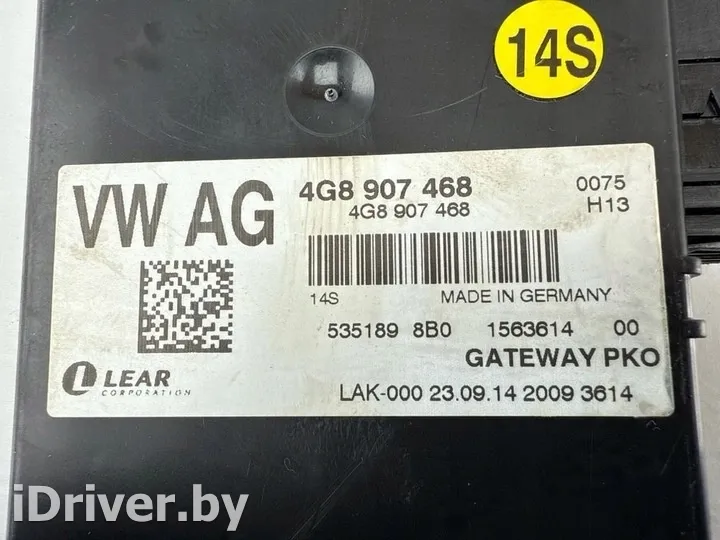 14S
VW AG
4G8 907 468
4G8 907 468
0075
H13
14S
MADE IN GERMANY
535189 8B0 1563614 00
GATEWAY PKO
LEAR
CORPORATION
LAK-000 23.09.14 2009 3614
iDriver.by